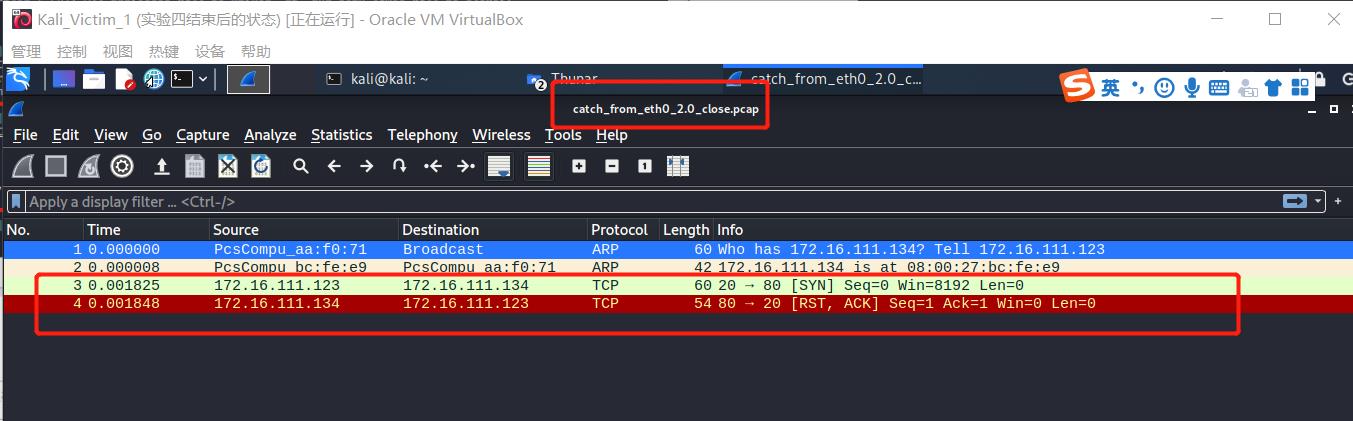 Kali_Victim_1 (实验四结束后的状态) [正在运行] - Oracle VM VirtualBox
管理 控制 视图 热键 设备 帮助
kali@kali: ~ 2 Thunar catch_from_eth0_2.0_c... 英
catch_from_eth0_2.0_close.pcap
File Edit View Go Capture Analyze Statistics Telephony Wireless Tools Help
Apply a display filter ... <Ctrl-/>
No. Time Source Destination Protocol Length Info
1 0.000000 PcsCompu_aa:f0:71 Broadcast ARP 60 Who has 172.16.111.134? Tell 172.16.111.123
2 0.000008 PcsCompu_bc:fe:e9 PcsCompu_aa:f0:71 ARP 42 172.16.111.134 is at 08:00:27:bc:fe:e9
3 0.001825 172.16.111.123 172.16.111.134 TCP 60 20 → 80 [SYN] Seq=0 Win=8192 Len=0
4 0.001848 172.16.111.134 172.16.111.123 TCP 54 80 → 20 [RST, ACK] Seq=1 Ack=1 Win=0 Len=0